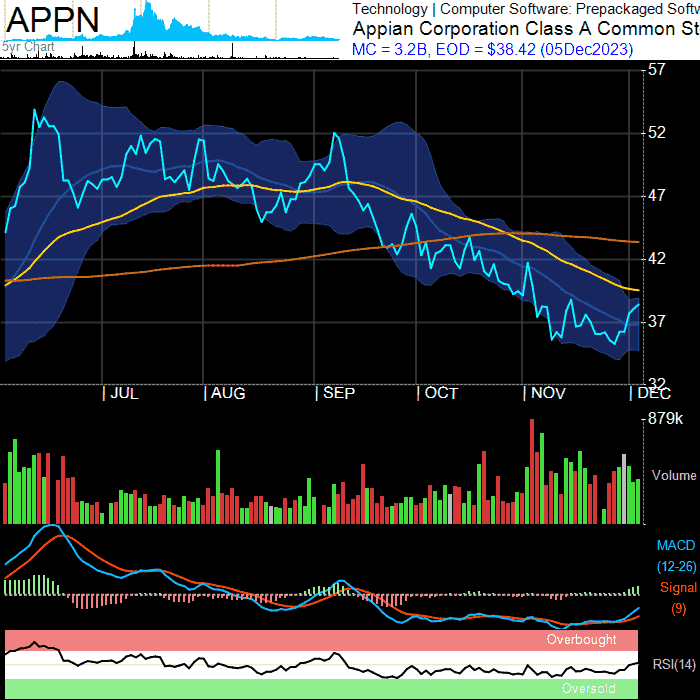 APPN
5yr Chart
Technology | Computer Software: Prepackaged Softw
Appian Corporation Class A Common St
MC = 3.2B, EOD = $38.42 (05Dec2023)
57
52
47
42
37
32
| JUL | AUG | SEP | OCT | NOV | DEC
879k
Volume
MACD
(12-26)
Signal
(9)
Overbought
RSI(14)
Oversold